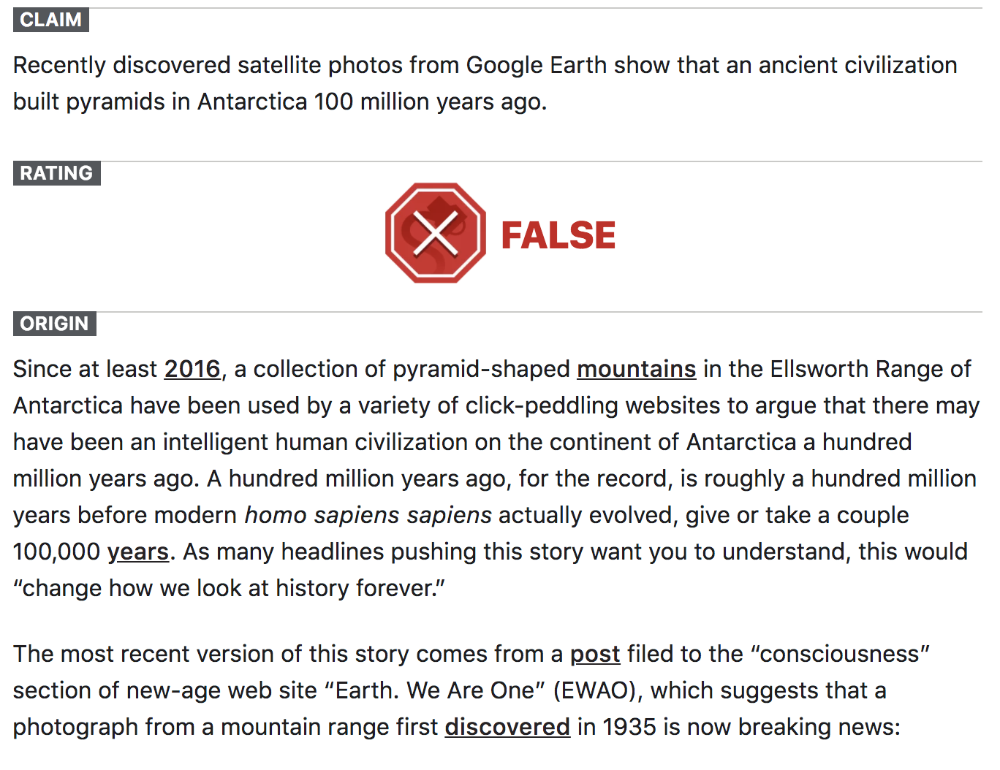 CLAIM
Recently discovered satellite photos from Google Earth show that an ancient civilization
built pyramids in Antarctica 100 million years ago.
RATING
FALSE
ORIGIN
Since at least 2016, a collection of pyramid-shaped mountains in the Ellsworth Range of
Antarctica have been used by a variety of click-peddling websites to argue that there may
have been an intelligent human civilization on the continent of Antarctica a hundred
million years ago. A hundred million years ago, for the record, is roughly a hundred million
years before modern homo sapiens sapiens actually evolved, give or take a couple
100,000 years. As many headlines pushing this story want you to understand, this would
“change how we look at history forever.”
The most recent version of this story comes from a post filed to the “consciousness”
section of new-age web site “Earth. We Are One” (EWAO), which suggests that a
photograph from a mountain range first discovered in 1935 is now breaking news: